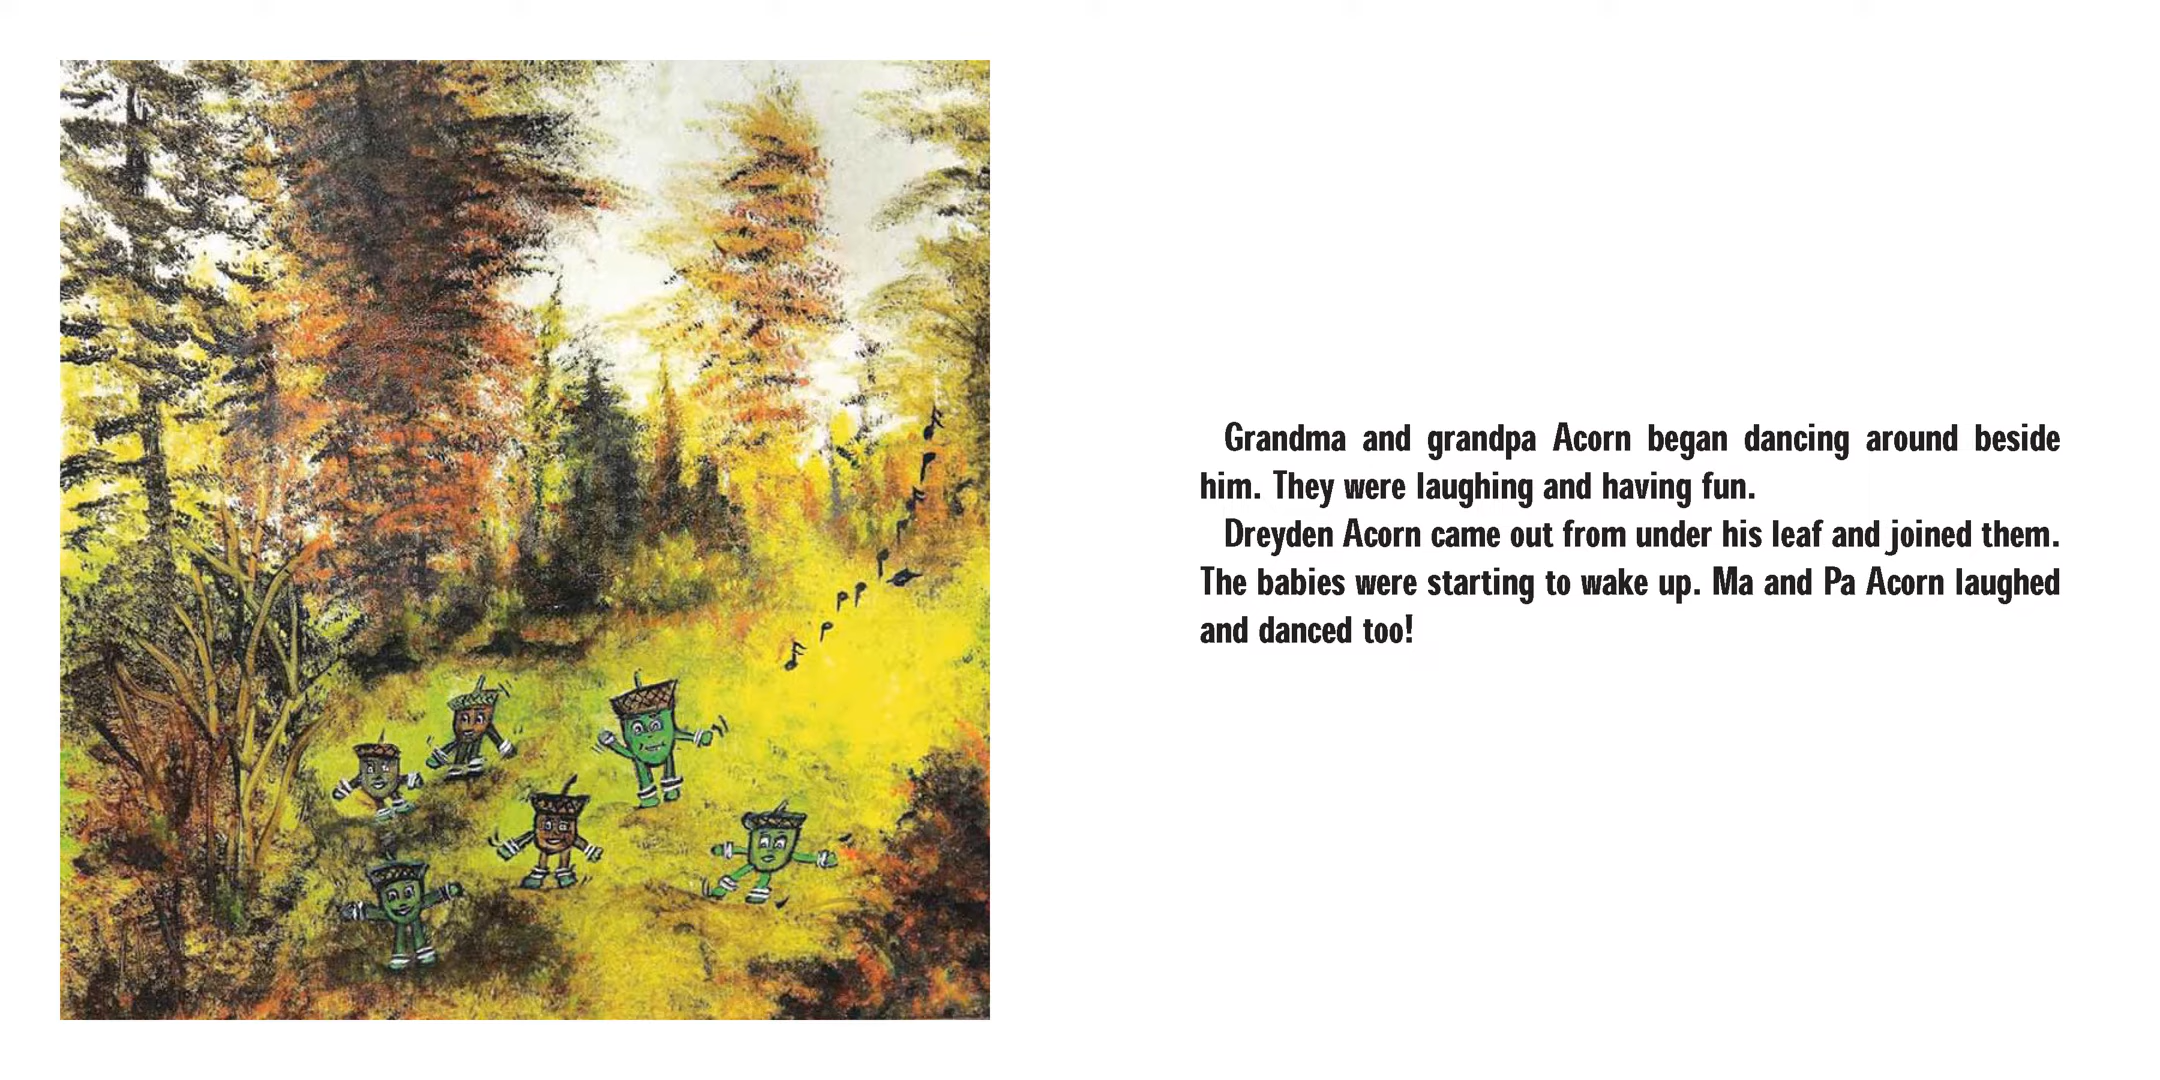 Grandma and grandpa Acorn began dancing around beside
him. They were laughing and having fun.
Dreyden Acorn came out from under his leaf and joined them.
The babies were starting to wake up. Ma and Pa Acorn laughed
and danced too!